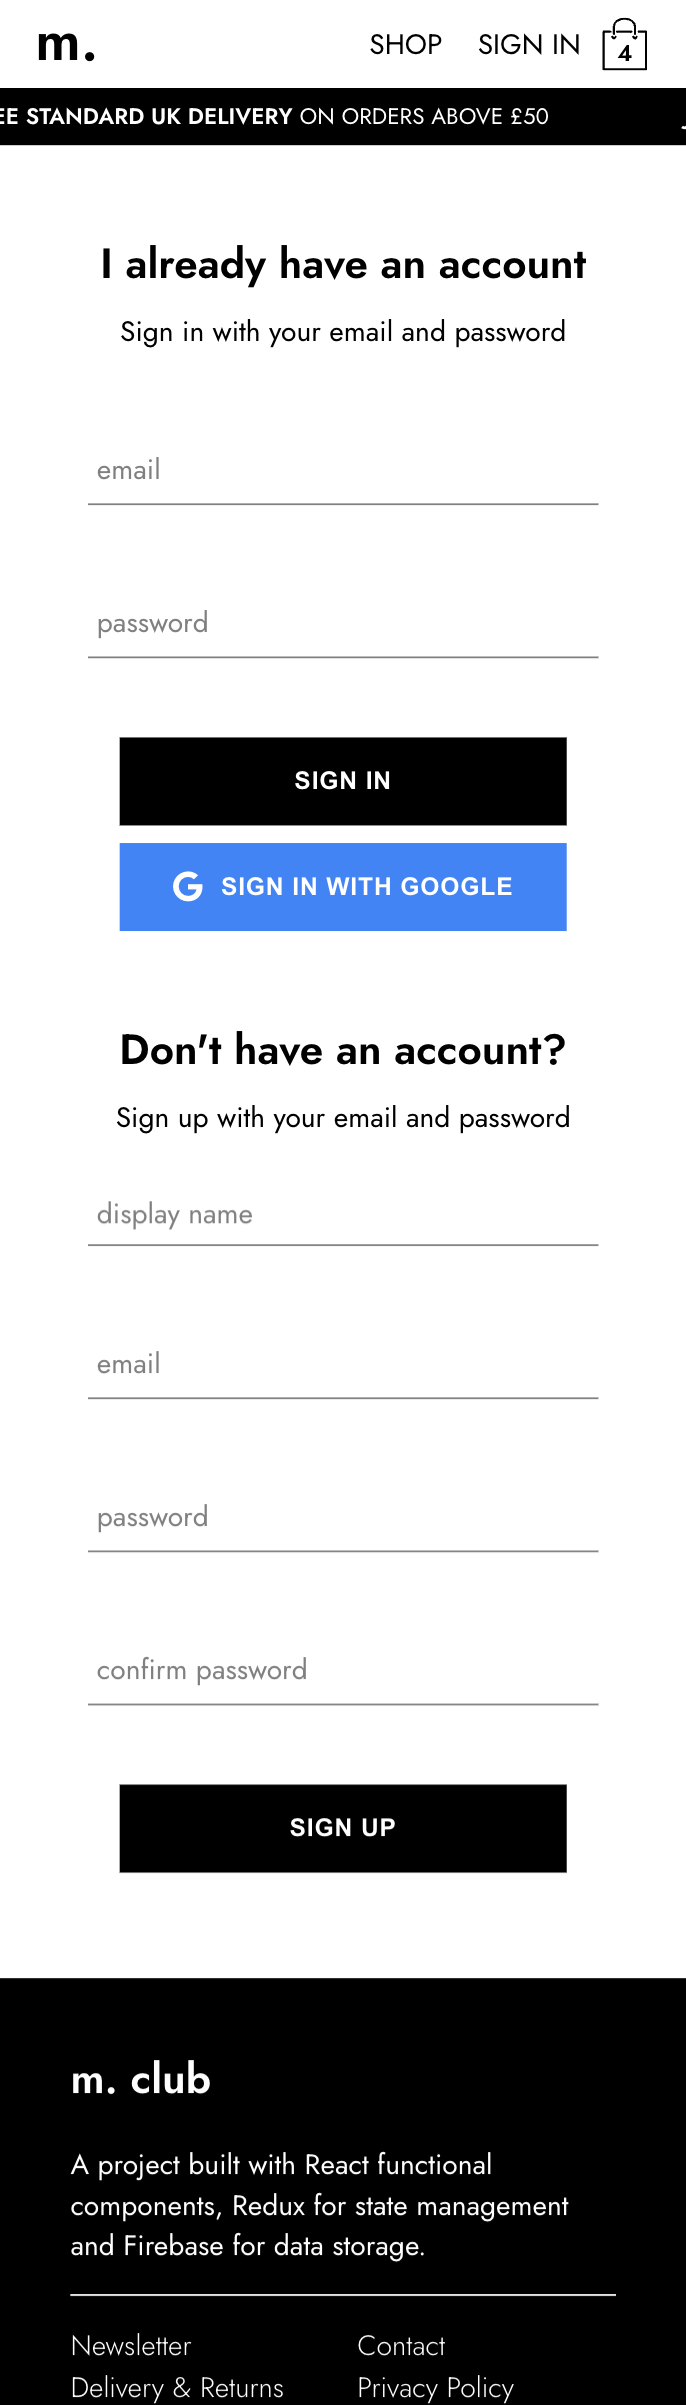 m.
SHOP SIGN IN 4
EE STANDARD UK DELIVERY ON ORDERS ABOVE £50
I already have an account
Sign in with your email and password
email
password
SIGN IN
G SIGN IN WITH GOOGLE
Don't have an account?
Sign up with your email and password
display name
email
password
confirm password
SIGN UP
m. club
A project built with React functional
components, Redux for state management
and Firebase for data storage.
Newsletter Contact
Delivery & Returns Privacy Policy